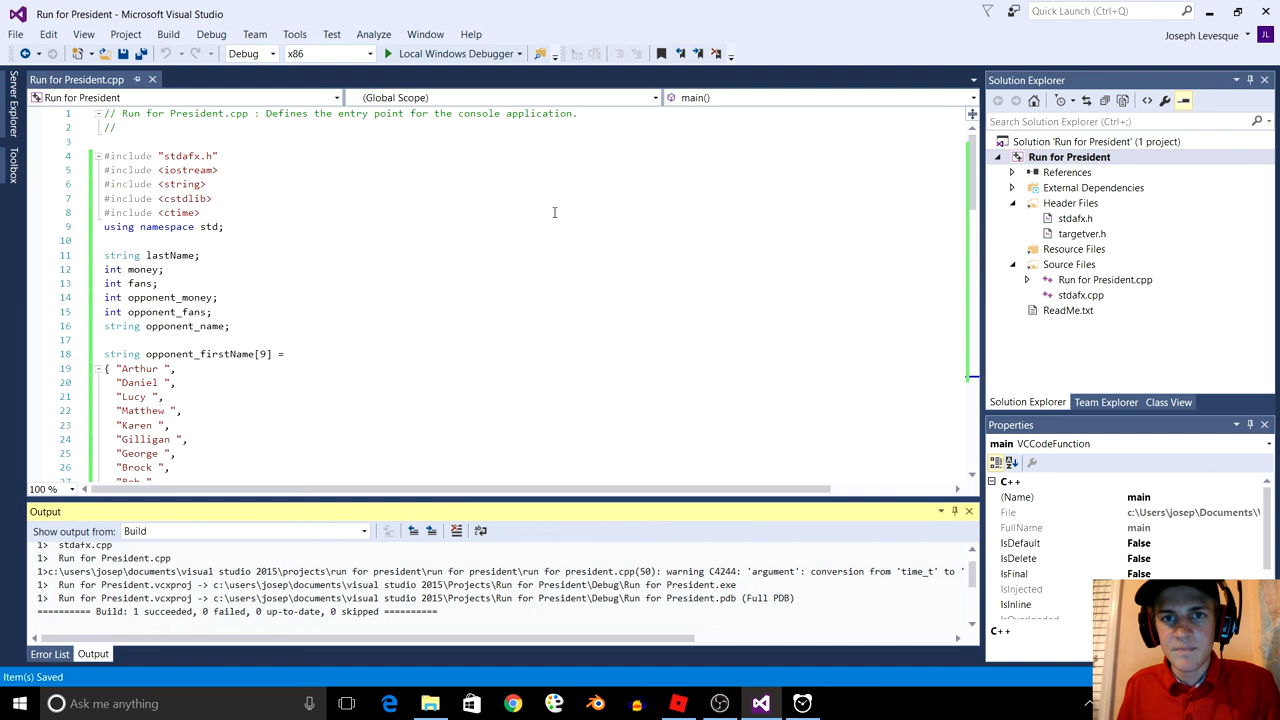 Run for President - Microsoft Visual Studio
Quick Launch (Ctrl+Q)
File Edit View Project Build Debug Team Tools Test Analyze Window Help
Joseph Levesque JL
Debug x86 Local Windows Debugger
Server Explorer
Toolbox
Run for President.cpp
Run for President (Global Scope) main()
1 // Run for President.cpp : Defines the entry point for the console application.
2 //
3
4 #include "stdafx.h"
5 #include <iostream>
6 #include <string>
7 #include <cstdlib>
8 #include <ctime>
9 using namespace std;
10
11 string lastName;
12 int money;
13 int fans;
14 int opponent_money;
15 int opponent_fans;
16 string opponent_name;
17
18 string opponent_firstName[9] =
19 { "Arthur ",
20 "Daniel ",
21 "Lucy ",
22 "Matthew ",
23 "Karen ",
24 "Gilligan ",
25 "George ",
26 "Brock ",
27 "Bob ",
100 %
Output
Show output from: Build
1> stdafx.cpp
1> Run for President.cpp
1>c:\users\josep\documents\visual studio 2015\projects\run for president\run for president\run for president.cpp(50): warning C4244: 'argument': conversion from 'time_t' to '
1> Run for President.vcxproj -> c:\users\josep\documents\visual studio 2015\Projects\Run for President\Debug\Run for President.exe
1> Run for President.vcxproj -> c:\users\josep\documents\visual studio 2015\Projects\Run for President\Debug\Run for President.pdb (Full PDB)
========== Build: 1 succeeded, 0 failed, 0 up-to-date, 0 skipped ==========
Error List Output
Item(s) Saved
Solution Explorer
Search Solution Explorer (Ctrl+;)
Solution 'Run for President' (1 project)
Run for President
References
External Dependencies
Header Files
stdafx.h
targetver.h
Resource Files
Source Files
Run for President.cpp
stdafx.cpp
ReadMe.txt
Solution Explorer Team Explorer Class View
Properties
main VCCodeFunction
C++
(Name) main
File c:\Users\josep\Documents\
FullName main
IsDefault False
IsDelete False
IsFinal False
IsInjected
IsInline
C++
Ask me anything